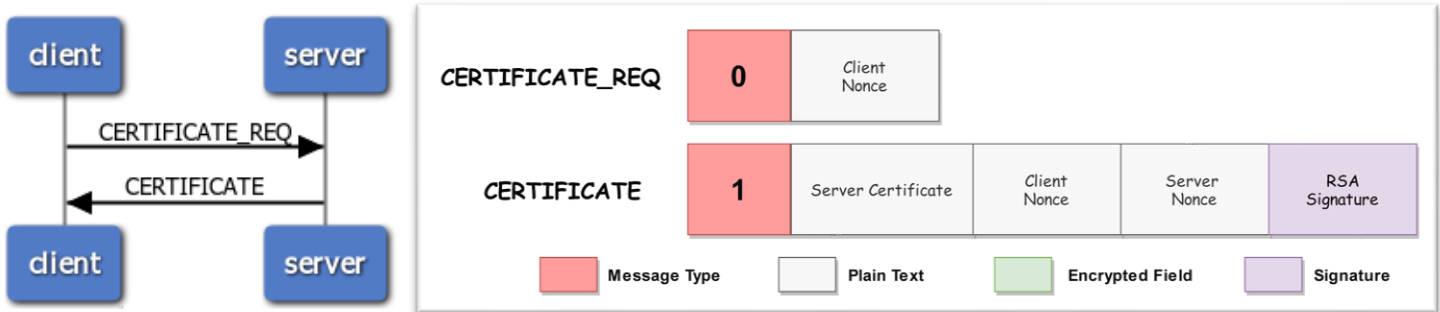 client
server
CERTIFICATE_REQ
CERTIFICATE
client
server
CERTIFICATE_REQ
0
Client
Nonce
CERTIFICATE
1
Server Certificate
Client
Nonce
Server
Nonce
RSA
Signature
Message Type
Plain Text
Encrypted Field
Signature